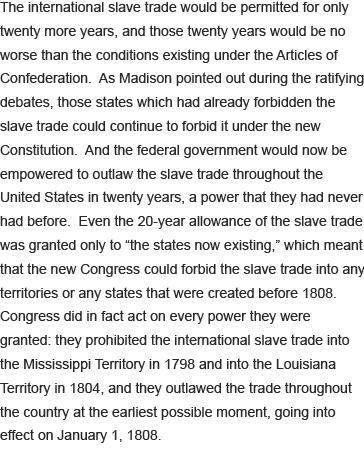 The international slave trade would be permitted for only
twenty more years, and those twenty years would be no
worse than the conditions existing under the Articles of
Confederation.  As Madison pointed out during the ratifying
debates, those states which had already forbidden the
slave trade could continue to forbid it under the new
Constitution.  And the federal government would now be
empowered to outlaw the slave trade throughout the
United States in twenty years, a power that they had never
had before.  Even the 20-year allowance of the slave trade
was granted only to “the states now existing,” which meant
that the new Congress could forbid the slave trade into any
territories or any states that were created before 1808.
Congress did in fact act on every power they were
granted: they prohibited the international slave trade into
the Mississippi Territory in 1798 and into the Louisiana
Territory in 1804, and they outlawed the trade throughout
the country at the earliest possible moment, going into
effect on January 1, 1808.